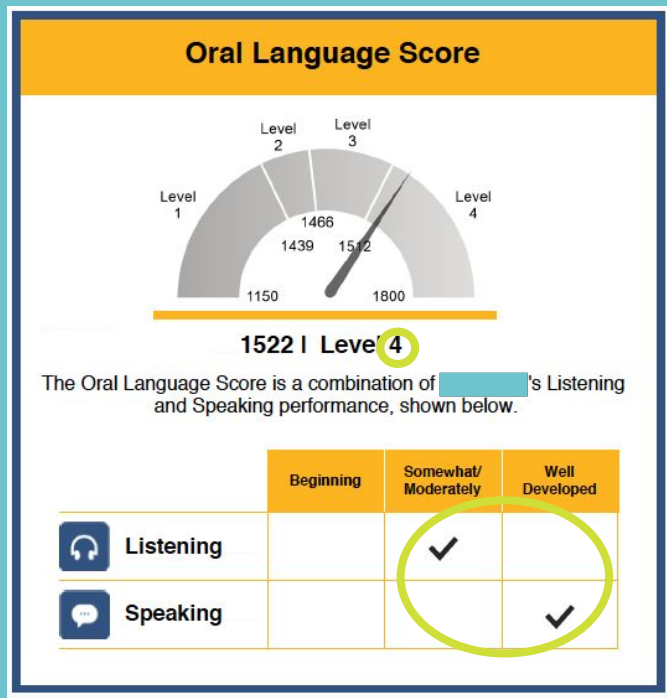 Oral Language Score
Level
1
Level
2
Level
3
Level
4
1150
1439
1466
1512
1800
1522 | Level 4
The Oral Language Score is a combination of 's Listening
and Speaking performance, shown below.
Beginning
Somewhat/
Moderately
Well
Developed
Listening
Speaking